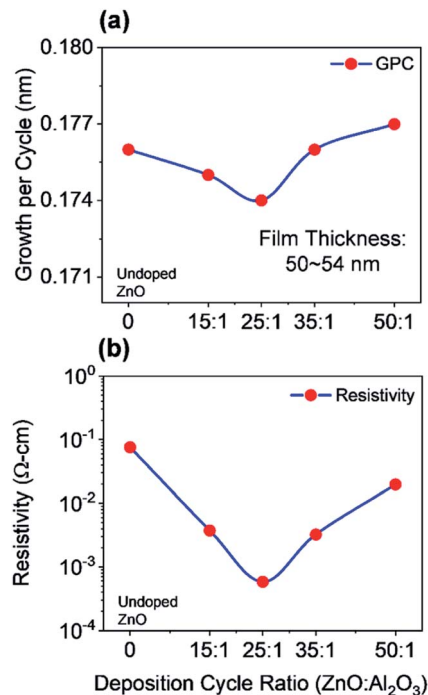 (a)
0.180
0.177
0.174
0.171
Growth per Cycle (nm)
GPC
Film Thickness:
50~54 nm
Undoped
ZnO
0 15:1 25:1 35:1 50:1
(b)
10⁰
10⁻¹
10⁻²
10⁻³
10⁻⁴
Resistivity (Ω-cm)
Resistivity
Undoped
ZnO
0 15:1 25:1 35:1 50:1
Deposition Cycle Ratio (ZnO:Al₂O₃)